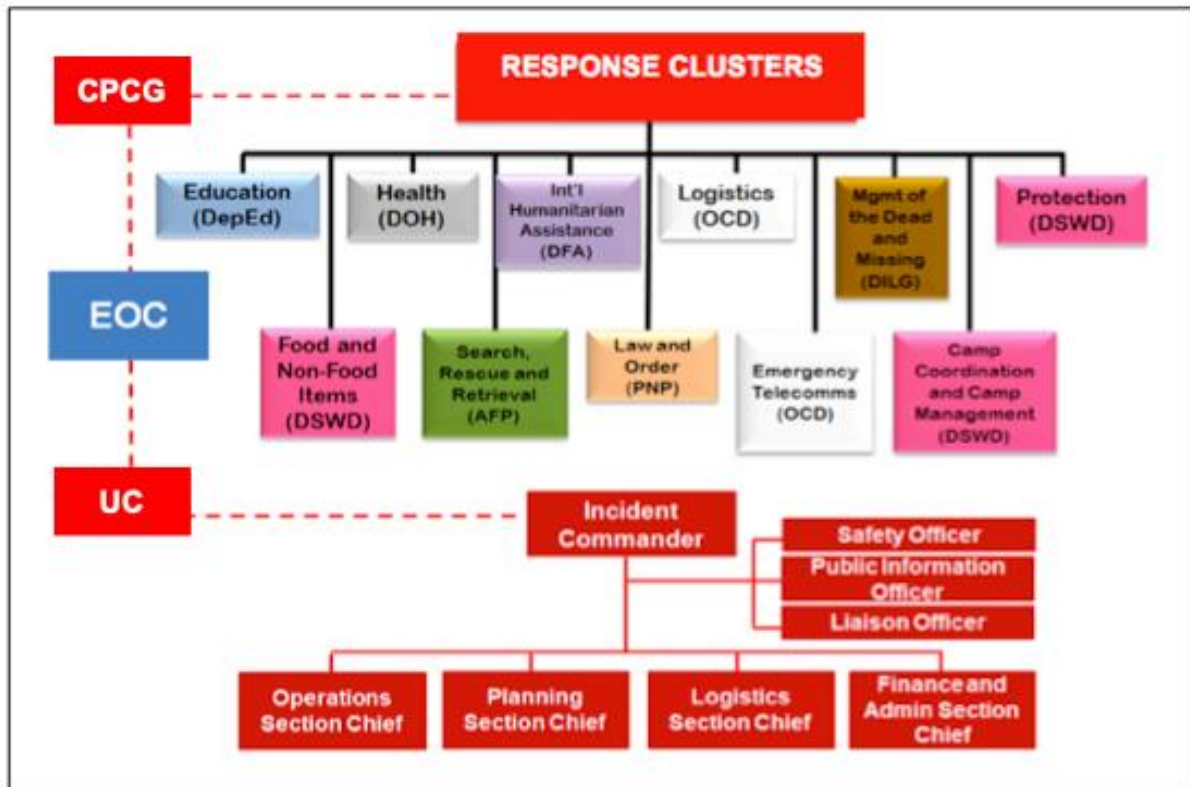 RESPONSE CLUSTERS
CPCG
Education
(DepEd)
Health
(DOH)
Int'l
Humanitarian
Assistance
(DFA)
Logistics
(OCD)
Mgmt of
the Dead
and
Missing
(DILG)
Protection
(DSWD)
EOC
Food and
Non-Food
Items
(DSWD)
Search,
Rescue and
Retrieval
(AFP)
Law and
Order
(PNP)
Emergency
Telecomms
(OCD)
Camp
Coordination
and Camp
Management
(DSWD)
UC
Incident
Commander
Safety Officer
Public Information
Officer
Liaison Officer
Operations
Section Chief
Planning
Section Chief
Logistics
Section Chief
Finance and
Admin Section
Chief